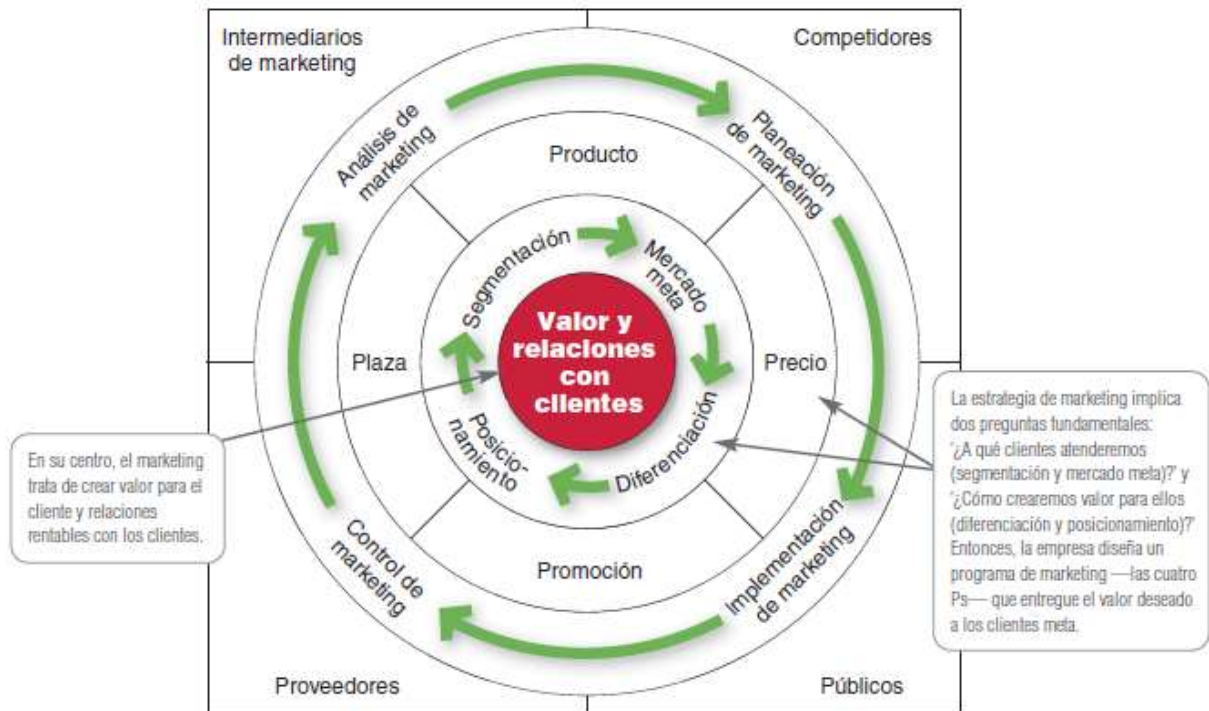 Intermediarios
de marketing
Competidores
Análisis de
marketing
Planeación
de marketing
Producto
Segmentación
Mercado
meta
Valor y
relaciones
con
clientes
Plaza
Precio
Posicio-
namiento
Diferenciación
Promoción
Control de
marketing
Implementación
de marketing
Proveedores
Públicos
En su centro, el marketing
trata de crear valor para el
cliente y relaciones
rentables con los clientes.
La estrategia de marketing implica
dos preguntas fundamentales:
'¿A qué clientes atenderemos
(segmentación y mercado meta)?' y
'¿Cómo crearemos valor para ellos
(diferenciación y posicionamiento)?'
Entonces, la empresa diseña un
programa de marketing —las cuatro
Ps— que entregue el valor deseado
a los clientes meta.